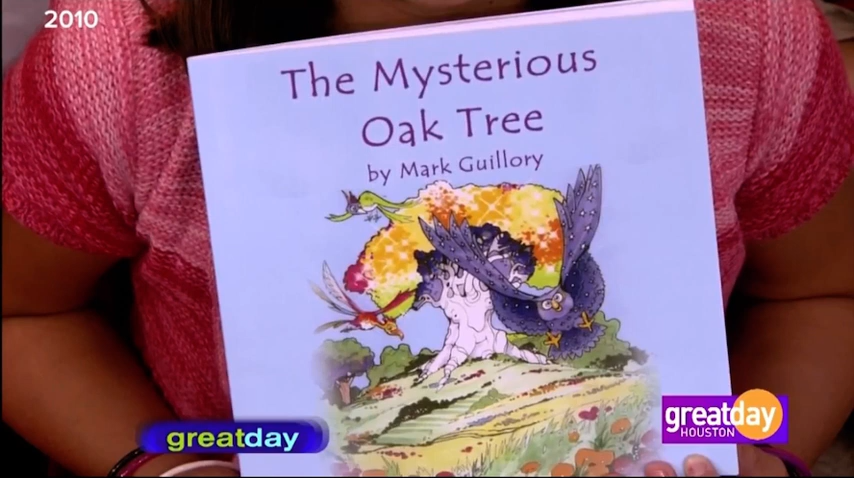 2010
The Mysterious
Oak Tree
by Mark Guillory
greatday
greatday
HOUSTON